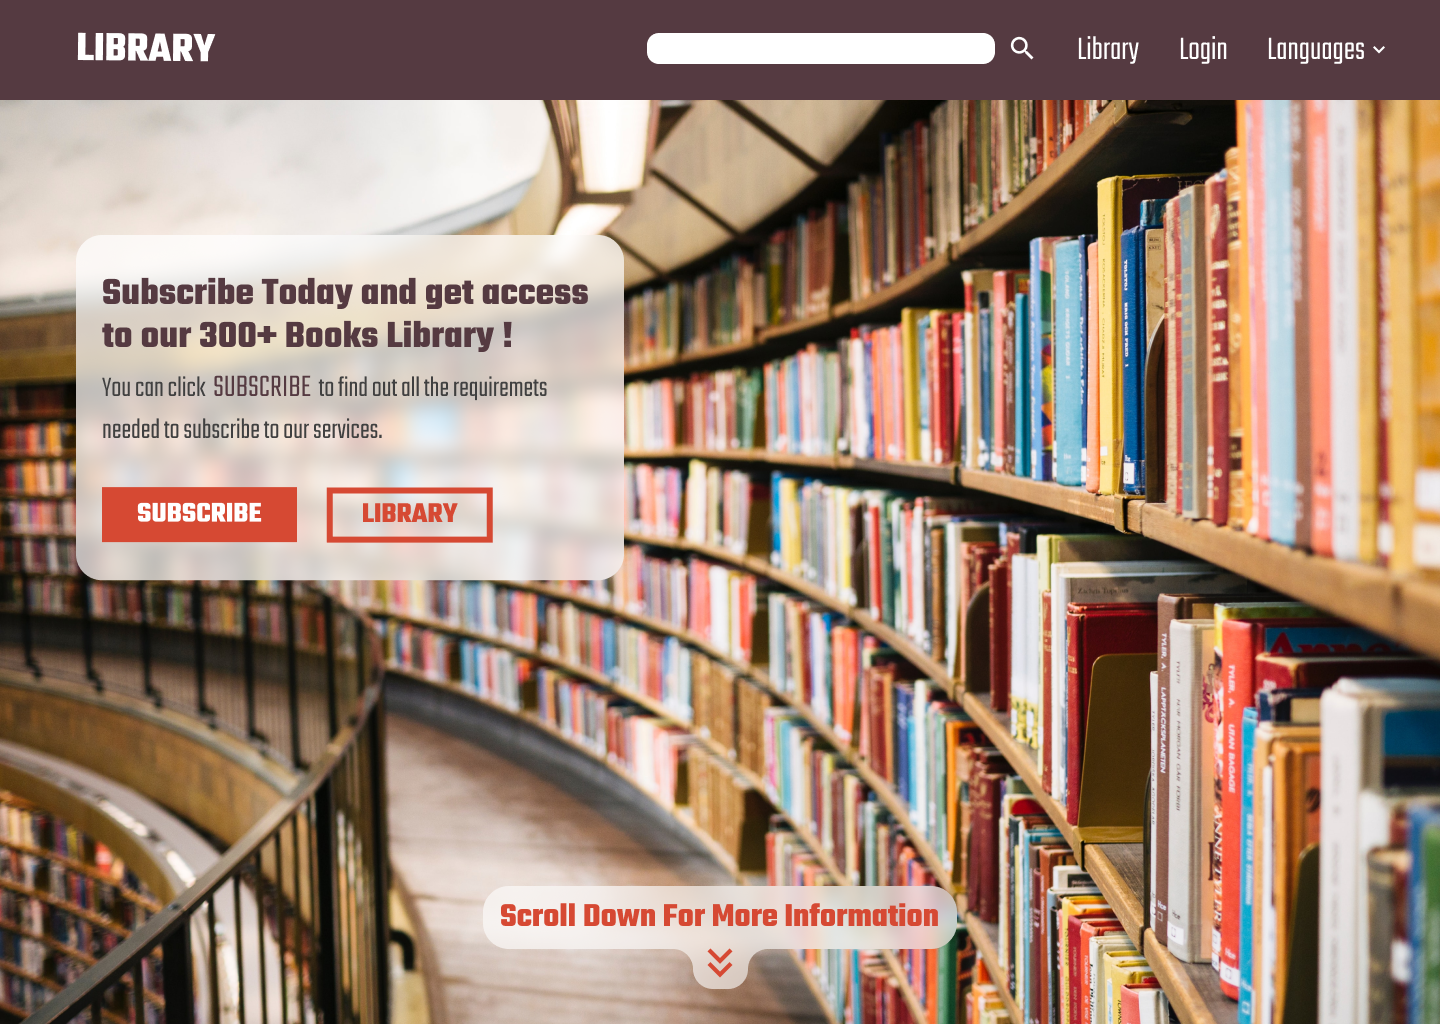 LIBRARY
Library
Login
Languages
Subscribe Today and get access
to our 300+ Books Library !
You can click SUBSCRIBE to find out all the requiremets
needed to subscribe to our services.
SUBSCRIBE
LIBRARY
Scroll Down For More Information